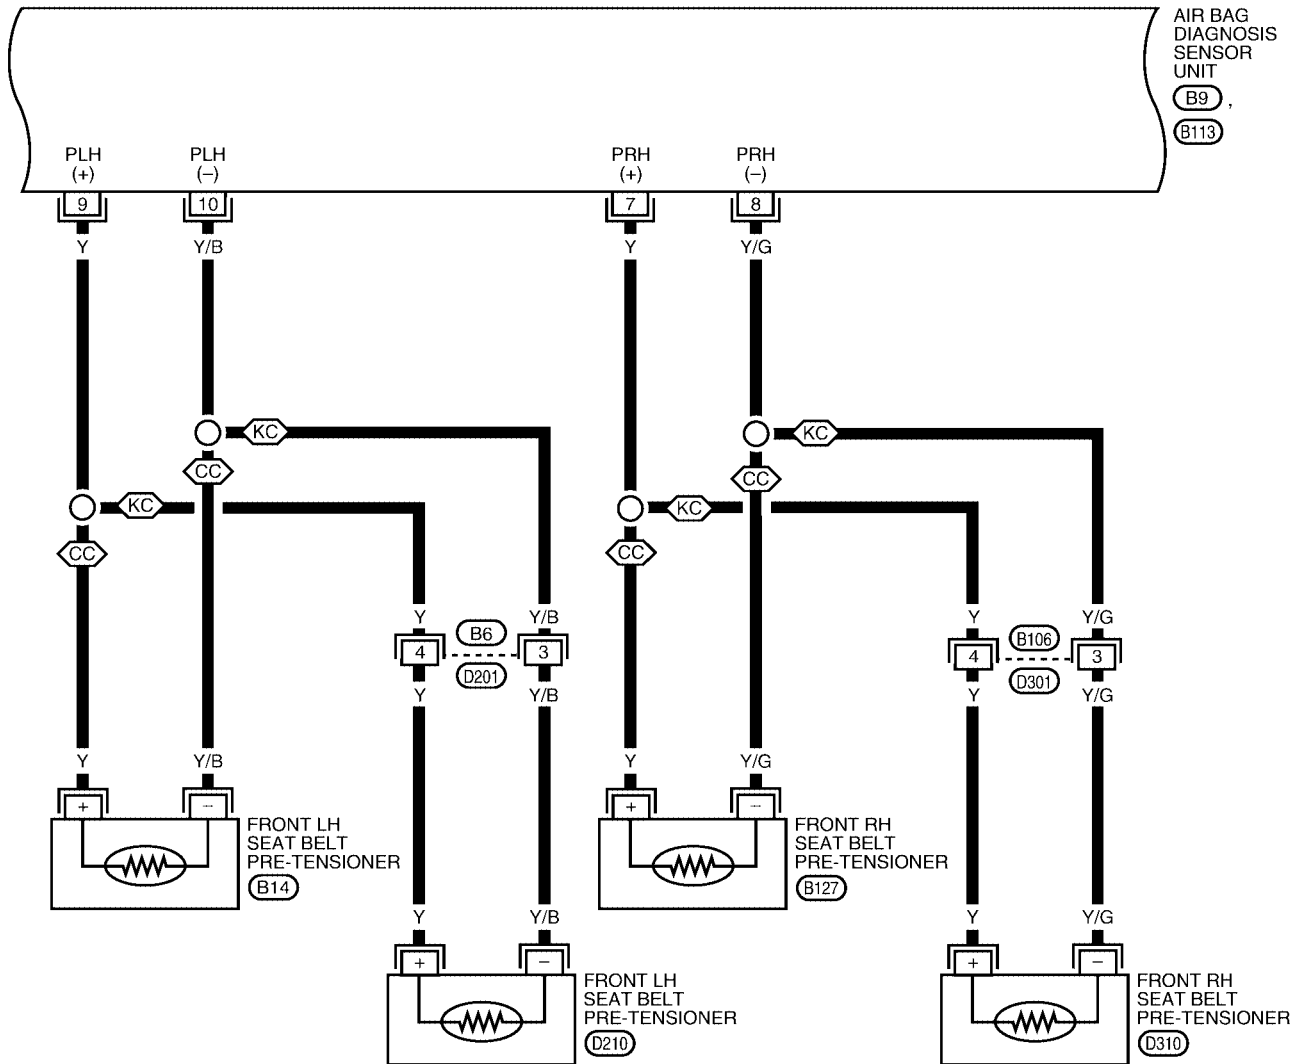 AIR BAG
DIAGNOSIS
SENSOR
UNIT
B9 ,
B113
PLH
(+)
PLH
(–)
PRH
(+)
PRH
(–)
9
10
7
8
Y
Y/B
Y
Y/G
KC
KC
CC
CC
KC
KC
CC
CC
Y
Y/B
Y
Y/G
4
B6
3
4
B106
3
D201
D301
Y
Y/B
Y
Y/G
Y
Y/B
Y
Y/G
+
–
+
–
FRONT LH
SEAT BELT
PRE-TENSIONER
B14
FRONT RH
SEAT BELT
PRE-TENSIONER
B127
Y
Y/B
Y
Y/G
+
–
+
–
FRONT LH
SEAT BELT
PRE-TENSIONER
D210
FRONT RH
SEAT BELT
PRE-TENSIONER
D310